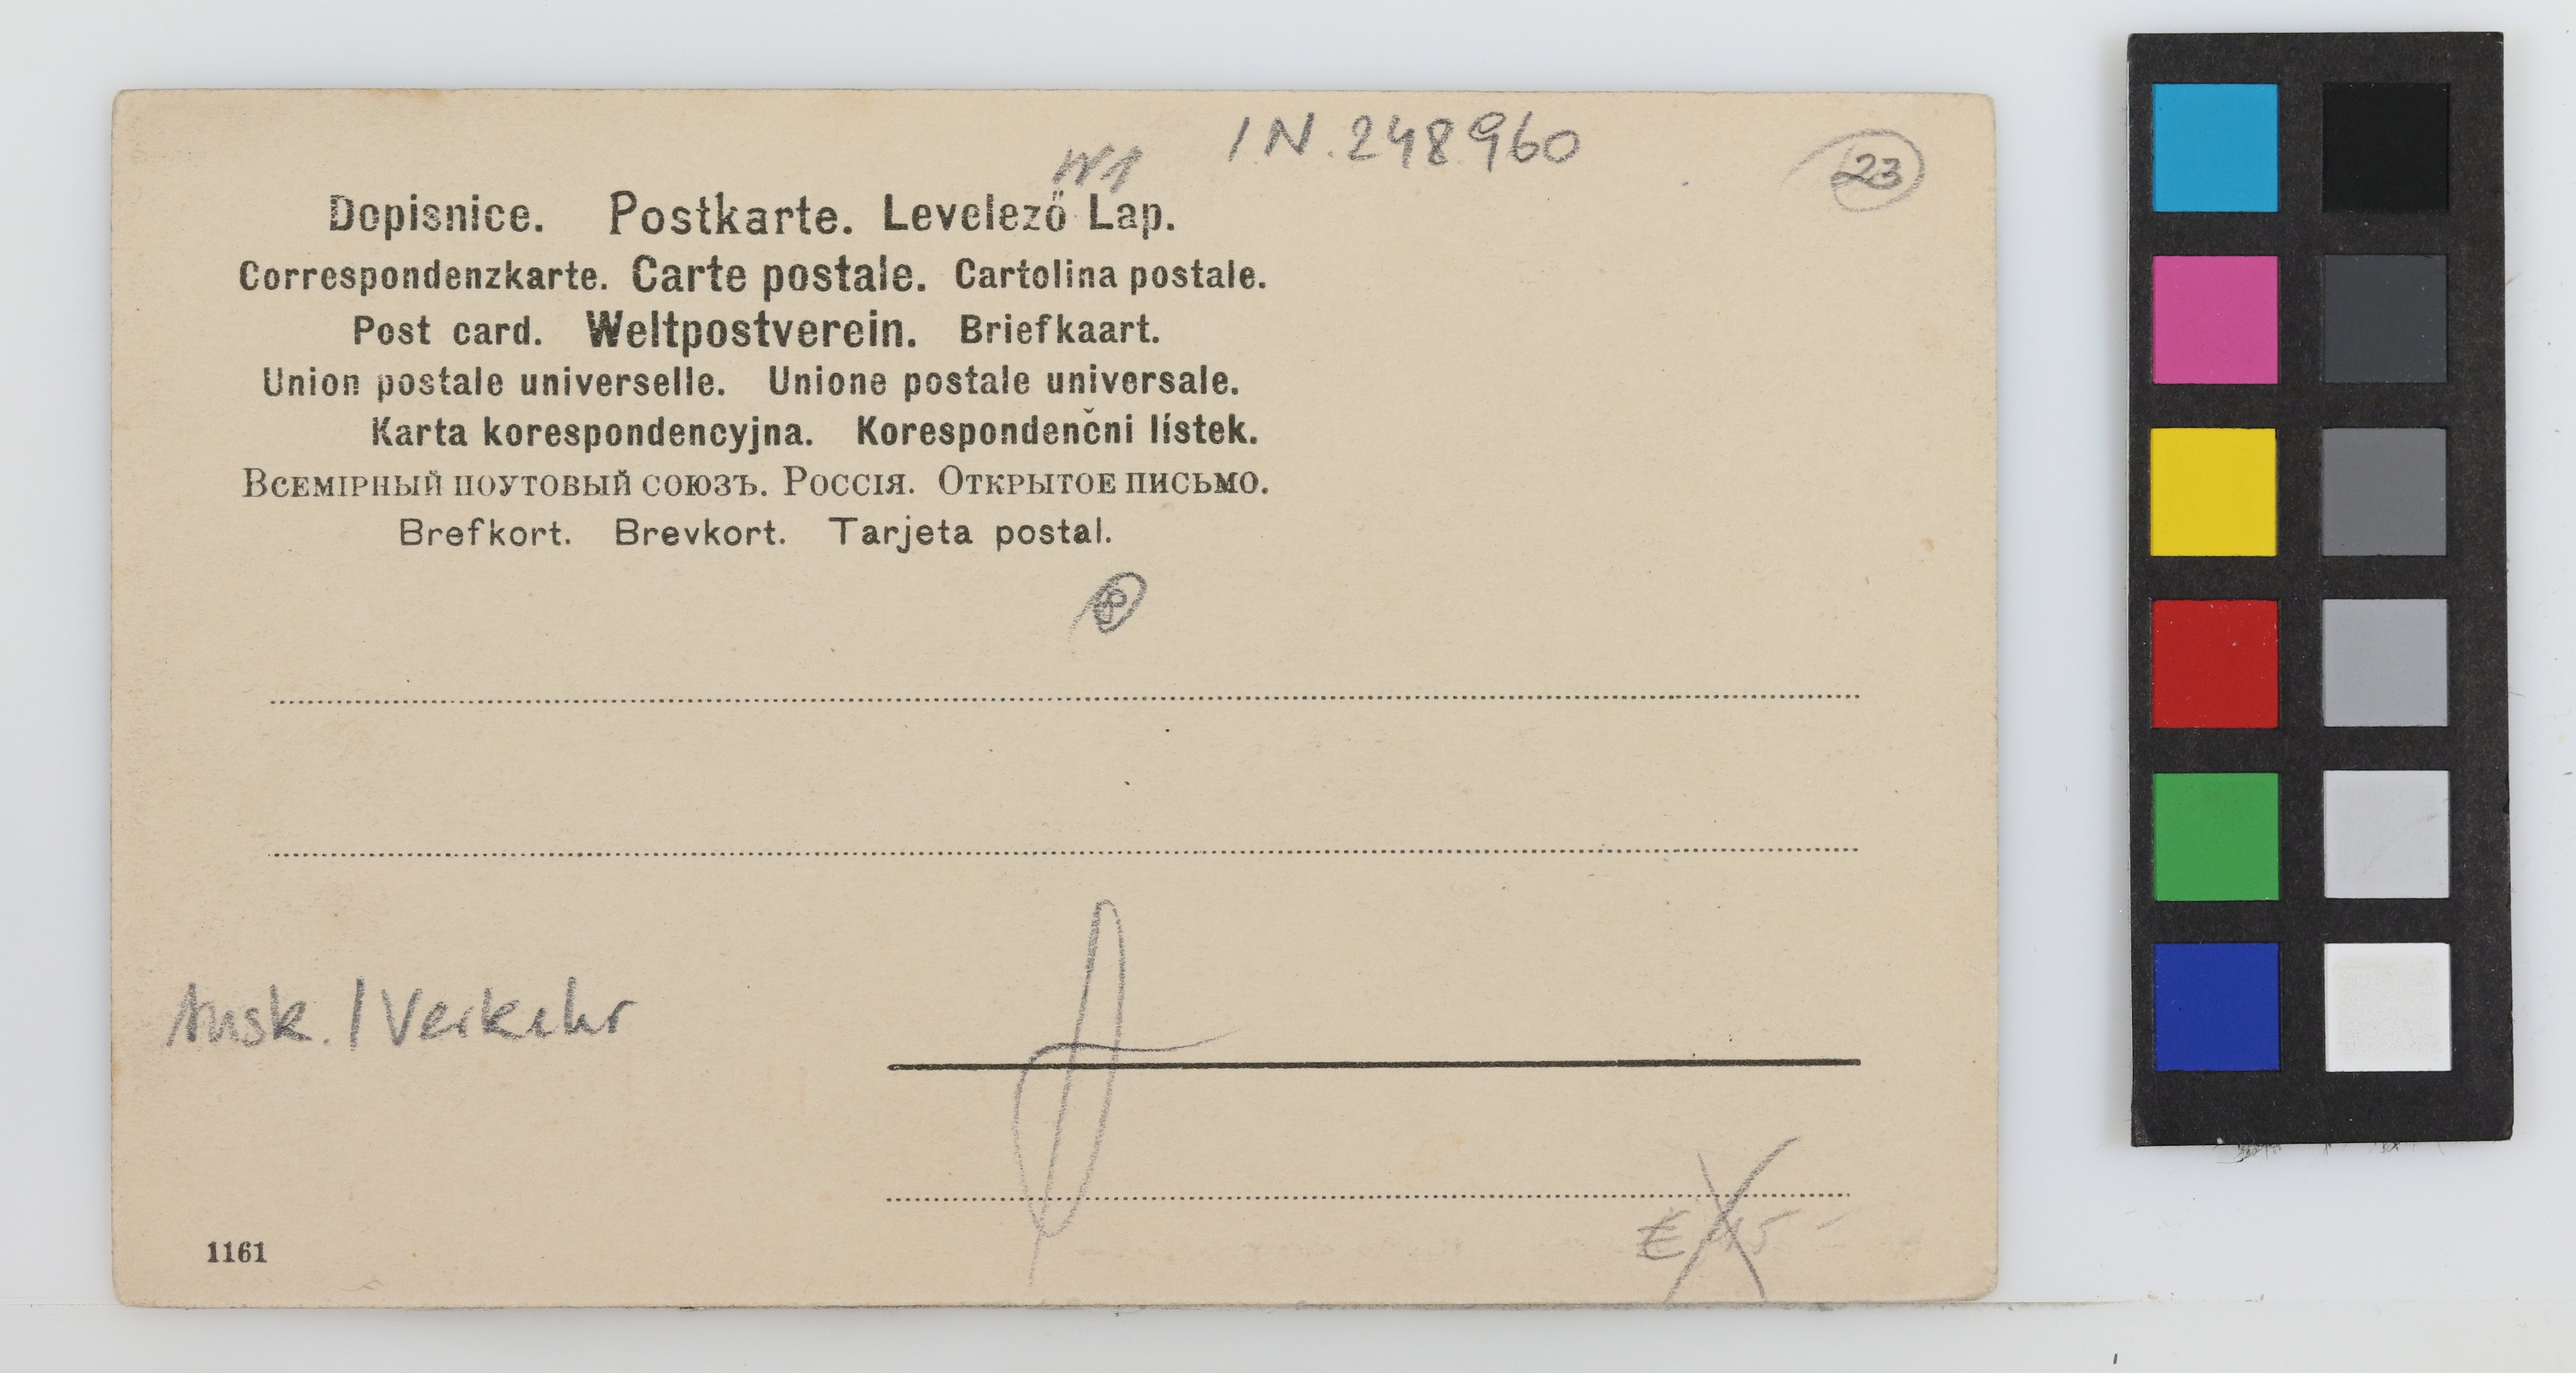 IN. 248960
W1
23
Dopisnice. Postkarte. Levelező Lap.
Correspondenzkarte. Carte postale. Cartolina postale.
Post card. Weltpostverein. Briefkaart.
Union postale universelle. Unione postale universale.
Karta korespondencyjna. Korespondenčni lístek.
Всемірный поутовый союзъ. Россія. Открытое письмо.
Brefkort. Brevkort. Tarjeta postal.
Ansk. / Verkehr
1161